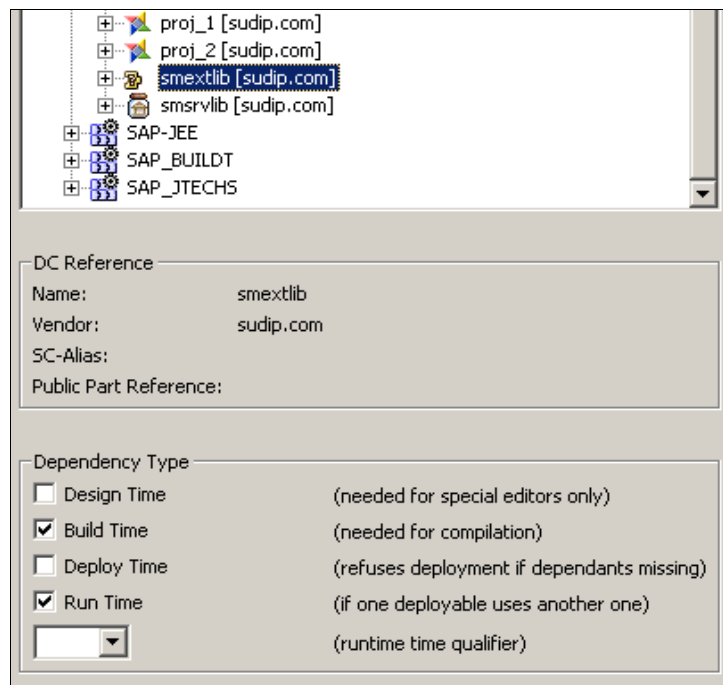 proj_1 [sudip.com]
proj_2 [sudip.com]
smextlib [sudip.com]
smsrvlib [sudip.com]
SAP-JEE
SAP_BUILDT
SAP_JTECHS
DC Reference
Name: smextlib
Vendor: sudip.com
SC-Alias:
Public Part Reference:
Dependency Type
Design Time (needed for special editors only)
Build Time (needed for compilation)
Deploy Time (refuses deployment if dependants missing)
Run Time (if one deployable uses another one)
(runtime time qualifier)